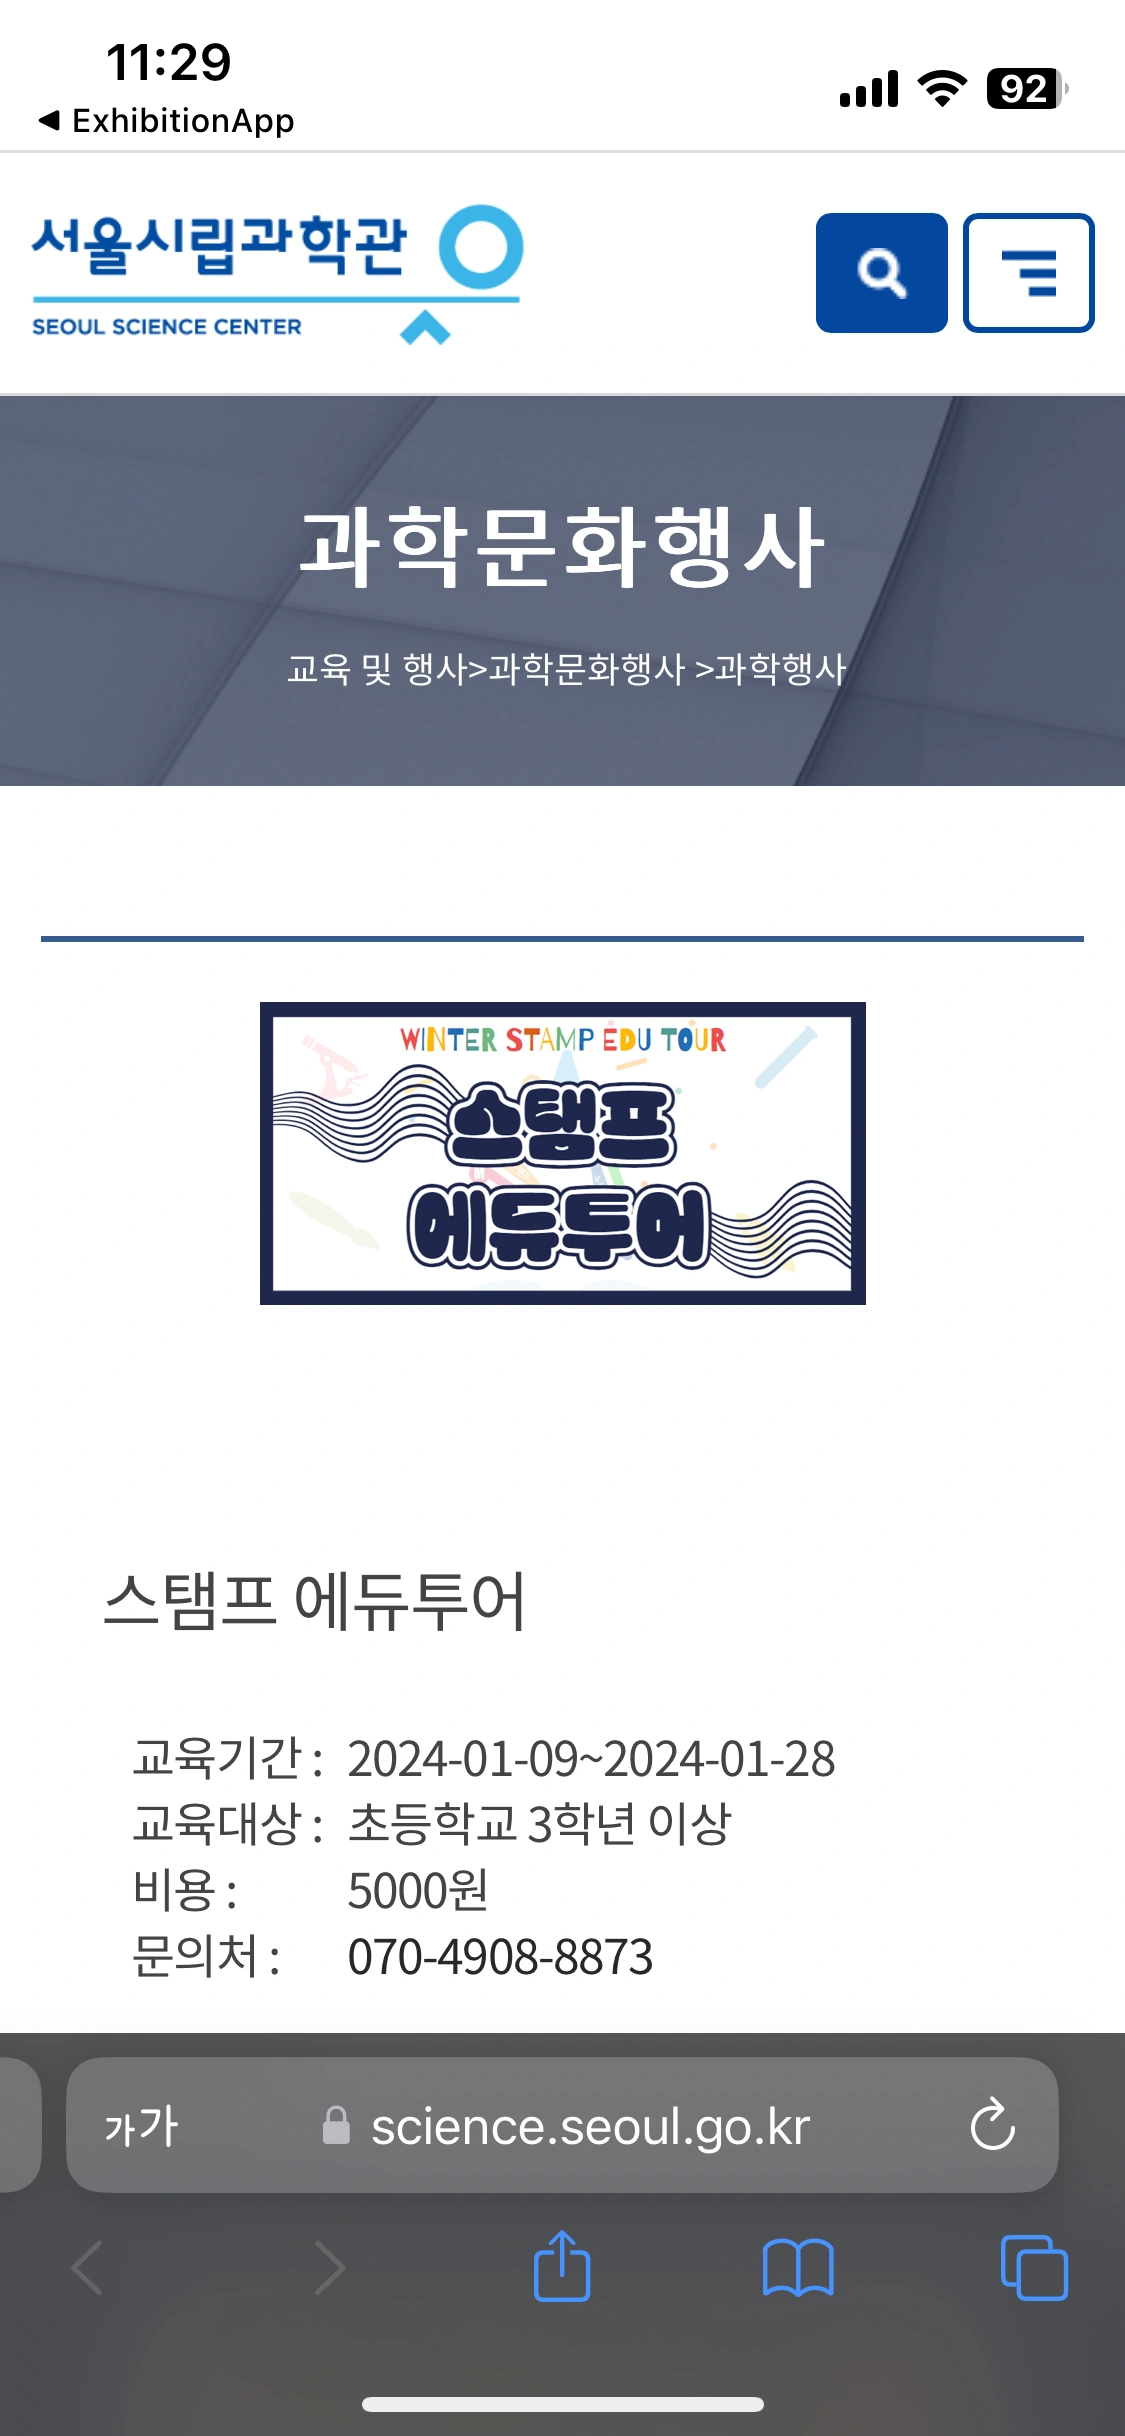 11:29
92
◀ ExhibitionApp
서울시립과학관
SEOUL SCIENCE CENTER
과학문화행사
교육 및 행사>과학문화행사 >과학행사
WINTER STAMP EDU TOUR
스탬프
에듀투어
스탬프 에듀투어
교육기간 : 2024-01-09~2024-01-28
교육대상 : 초등학교 3학년 이상
비용 : 5000원
문의처 : 070-4908-8873
가가 science.seoul.go.kr